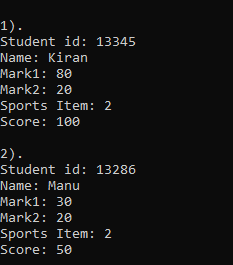 1).
Student id: 13345
Name: Kiran
Mark1: 80
Mark2: 20
Sports Item: 2
Score: 100
2).
Student id: 13286
Name: Manu
Mark1: 30
Mark2: 20
Sports Item: 2
Score: 50